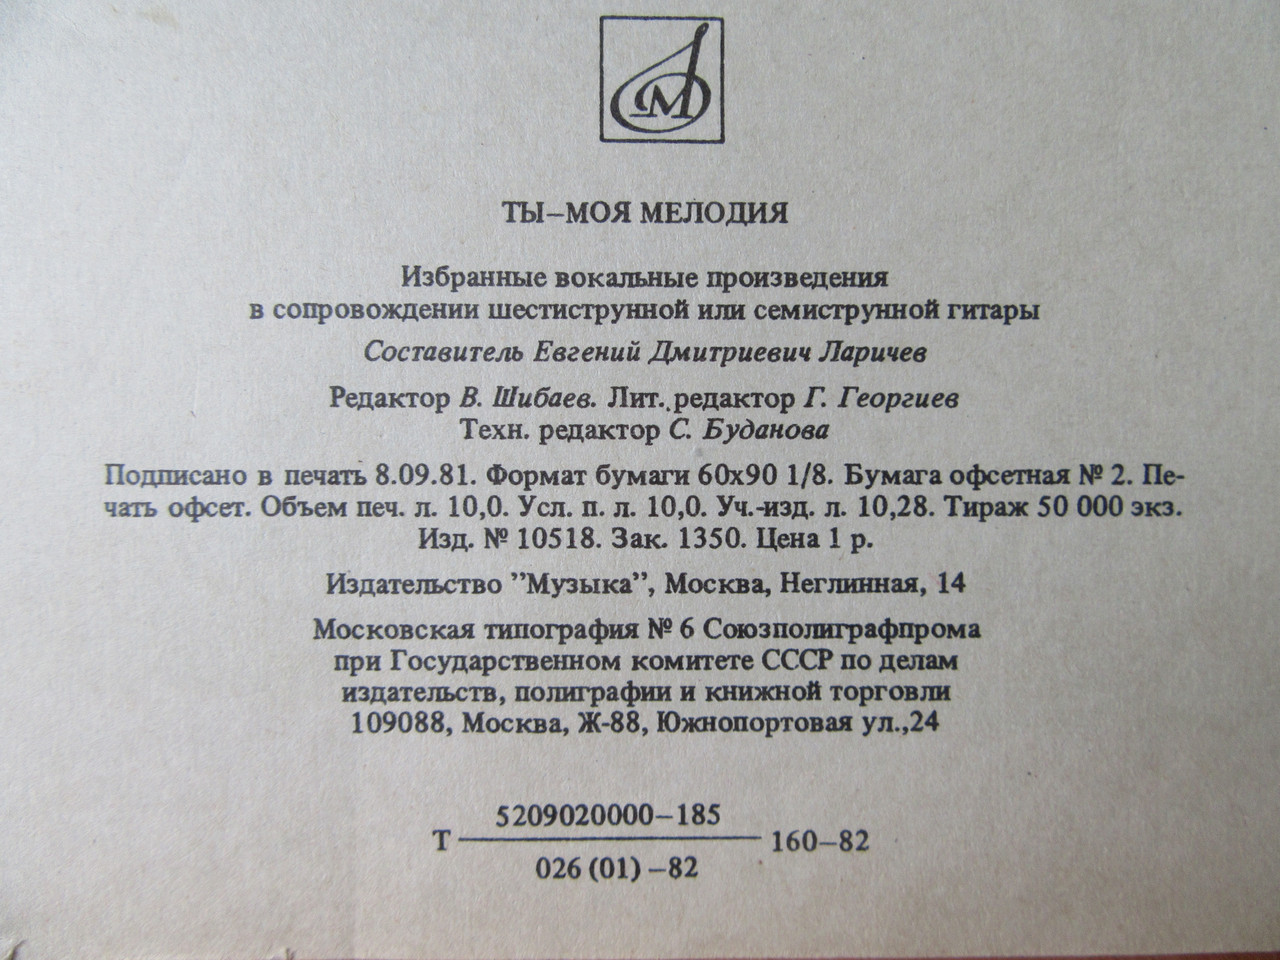 М
ТЫ–МОЯ МЕЛОДИЯ
Избранные вокальные произведения
в сопровождении шестиструнной или семиструнной гитары
Составитель Евгений Дмитриевич Ларичев
Редактор В. Шибаев. Лит. редактор Г. Георгиев
Техн. редактор С. Буданова
Подписано в печать 8.09.81. Формат бумаги 60х90 1/8. Бумага офсетная № 2. Пе-
чать офсет. Объем печ. л. 10,0. Усл. п. л. 10,0. Уч.-изд. л. 10,28. Тираж 50 000 экз.
Изд. № 10518. Зак. 1350. Цена 1 р.
Издательство ”Музыка”, Москва, Неглинная, 14
Московская типография № 6 Союзполиграфпрома
при Государственном комитете СССР по делам
издательств, полиграфии и книжной торговли
109088, Москва, Ж-88, Южнопортовая ул.,24
5209020000–185
Т 160–82
026 (01) –82